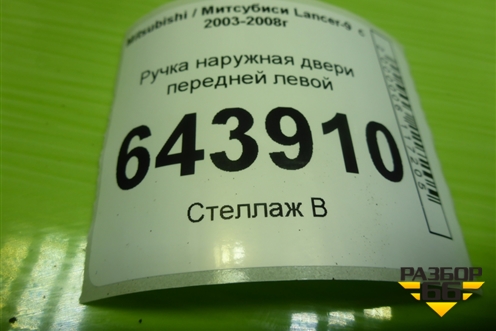 Mitsubishi / Митсубиси Lancer-9 с
2003-2008г
Ручка наружная двери
передней левой
643910
Стеллаж В
РАЗБОР
66